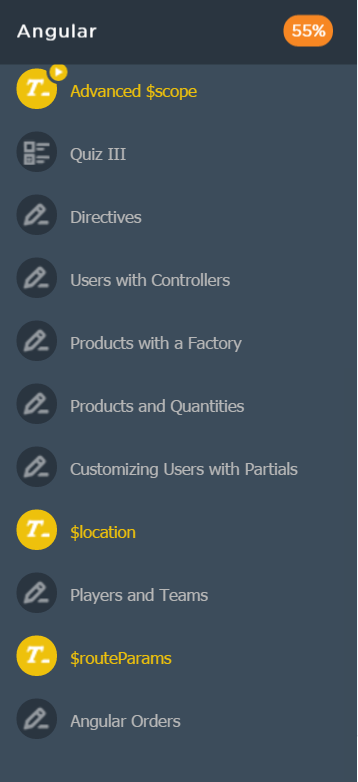 Angular
55%
Advanced $scope
Quiz III
Directives
Users with Controllers
Products with a Factory
Products and Quantities
Customizing Users with Partials
$location
Players and Teams
$routeParams
Angular Orders